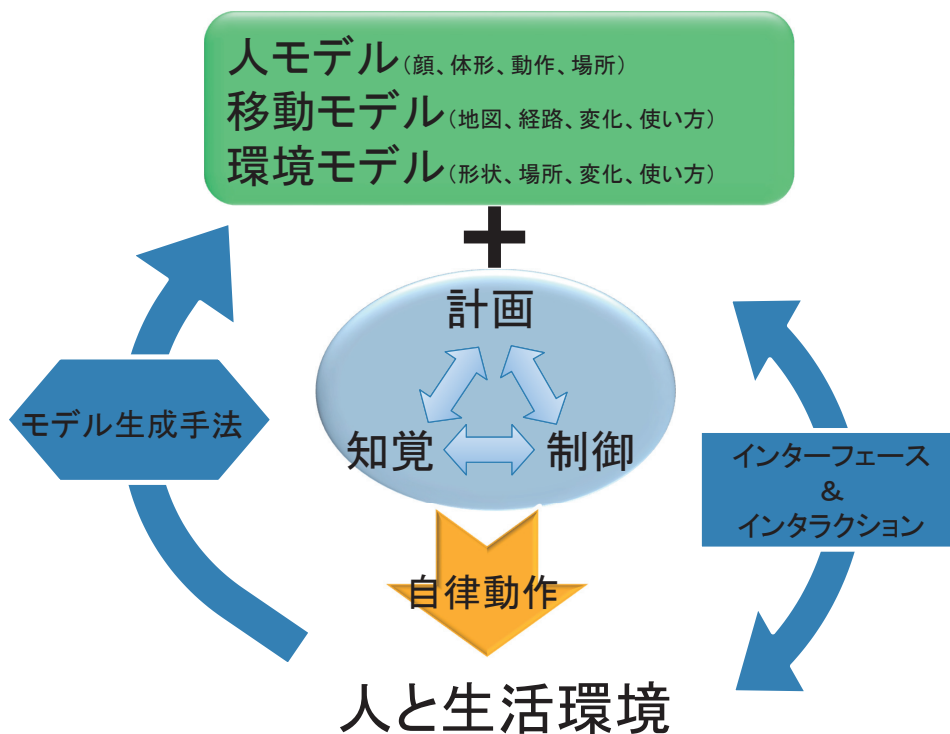 人モデル(顔、体形、動作、場所)
移動モデル(地図、経路、変化、使い方)
環境モデル(形状、場所、変化、使い方)
+
計画
知覚
制御
モデル生成手法
インターフェース
&
インタラクション
自律動作
人と生活環境